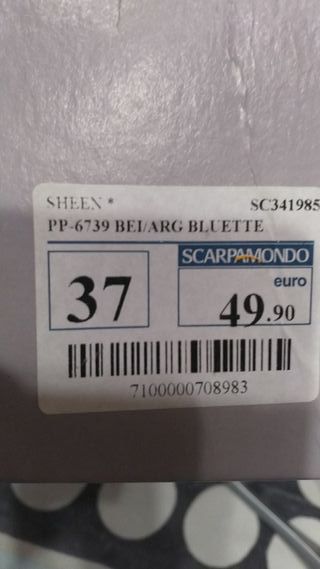 SHEEN * SC341985
PP-6739 BEI/ARG BLUETTE
37
SCARPAMONDO
euro
49.90
7100000708983